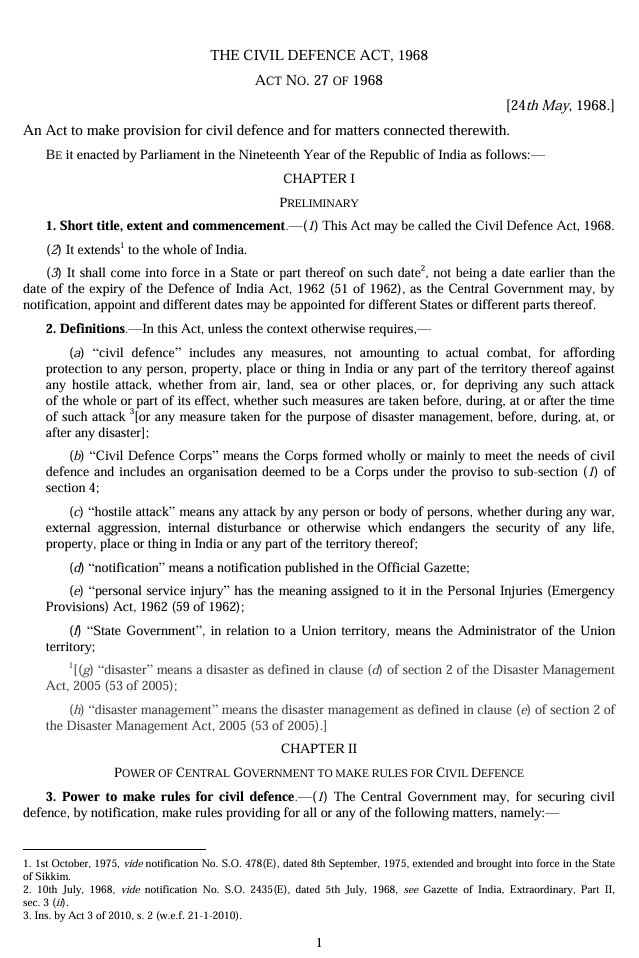 THE CIVIL DEFENCE ACT, 1968
ACT NO. 27 OF 1968
[24th May, 1968.]
An Act to make provision for civil defence and for matters connected therewith.
BE it enacted by Parliament in the Nineteenth Year of the Republic of India as follows:—
CHAPTER I
PRELIMINARY
1. Short title, extent and commencement.—(1) This Act may be called the Civil Defence Act, 1968.
(2) It extends1 to the whole of India.
(3) It shall come into force in a State or part thereof on such date2, not being a date earlier than the
date of the expiry of the Defence of India Act, 1962 (51 of 1962), as the Central Government may, by
notification, appoint and different dates may be appointed for different States or different parts thereof.
2. Definitions.—In this Act, unless the context otherwise requires,—
(a) “civil defence” includes any measures, not amounting to actual combat, for affording
protection to any person, property, place or thing in India or any part of the territory thereof against
any hostile attack, whether from air, land, sea or other places, or, for depriving any such attack
of the whole or part of its effect, whether such measures are taken before, during, at or after the time
of such attack 3[or any measure taken for the purpose of disaster management, before, during, at, or
after any disaster];
(b) “Civil Defence Corps” means the Corps formed wholly or mainly to meet the needs of civil
defence and includes an organisation deemed to be a Corps under the proviso to sub-section (1) of
section 4;
(c) “hostile attack” means any attack by any person or body of persons, whether during any war,
external aggression, internal disturbance or otherwise which endangers the security of any life,
property, place or thing in India or any part of the territory thereof;
(d) “notification” means a notification published in the Official Gazette;
(e) “personal service injury” has the meaning assigned to it in the Personal Injuries (Emergency
Provisions) Act, 1962 (59 of 1962);
(f) “State Government”, in relation to a Union territory, means the Administrator of the Union
territory;
1[(g) “disaster” means a disaster as defined in clause (d) of section 2 of the Disaster Management
Act, 2005 (53 of 2005);
(h) “disaster management” means the disaster management as defined in clause (e) of section 2 of
the Disaster Management Act, 2005 (53 of 2005).]
CHAPTER II
POWER OF CENTRAL GOVERNMENT TO MAKE RULES FOR CIVIL DEFENCE
3. Power to make rules for civil defence.—(1) The Central Government may, for securing civil
defence, by notification, make rules providing for all or any of the following matters, namely:—
1. 1st October, 1975, vide notification No. S.O. 478(E), dated 8th September, 1975, extended and brought into force in the State
of Sikkim.
2. 10th July, 1968, vide notification No. S.O. 2435(E), dated 5th July, 1968, see Gazette of India, Extraordinary, Part II,
sec. 3 (ii).
3. Ins. by Act 3 of 2010, s. 2 (w.e.f. 21-1-2010).
1